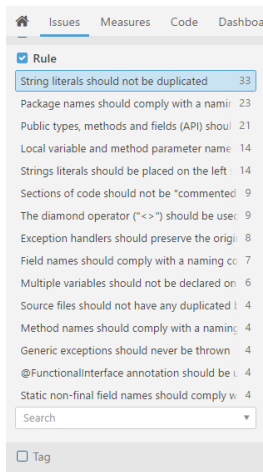 Issues Measures Code Dashboa
Rule
String literals should not be duplicated 33
Package names should comply with a namin 23
Public types, methods and fields (API) shoul 21
Local variable and method parameter name 14
Strings literals should be placed on the left 14
Sections of code should not be "commented 9
The diamond operator ("<>") should be used 9
Exception handlers should preserve the origin 8
Field names should comply with a naming co 7
Multiple variables should not be declared on 6
Source files should not have any duplicated 4
Method names should comply with a naming 4
Generic exceptions should never be thrown 4
@FunctionalInterface annotation should be u 4
Static non-final field names should comply w 4
Search
Tag